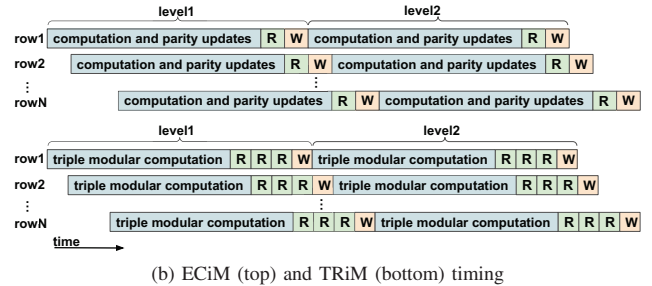 level1 level2
row1 computation and parity updates R W computation and parity updates R W
row2 computation and parity updates R W computation and parity updates R W
rowN computation and parity updates R W computation and parity updates R W
level1 level2
row1 triple modular computation R R R W triple modular computation R R R W
row2 triple modular computation R R R W triple modular computation R R R W
rowN triple modular computation R R R W triple modular computation R R R W
time
(b) ECiM (top) and TRiM (bottom) timing